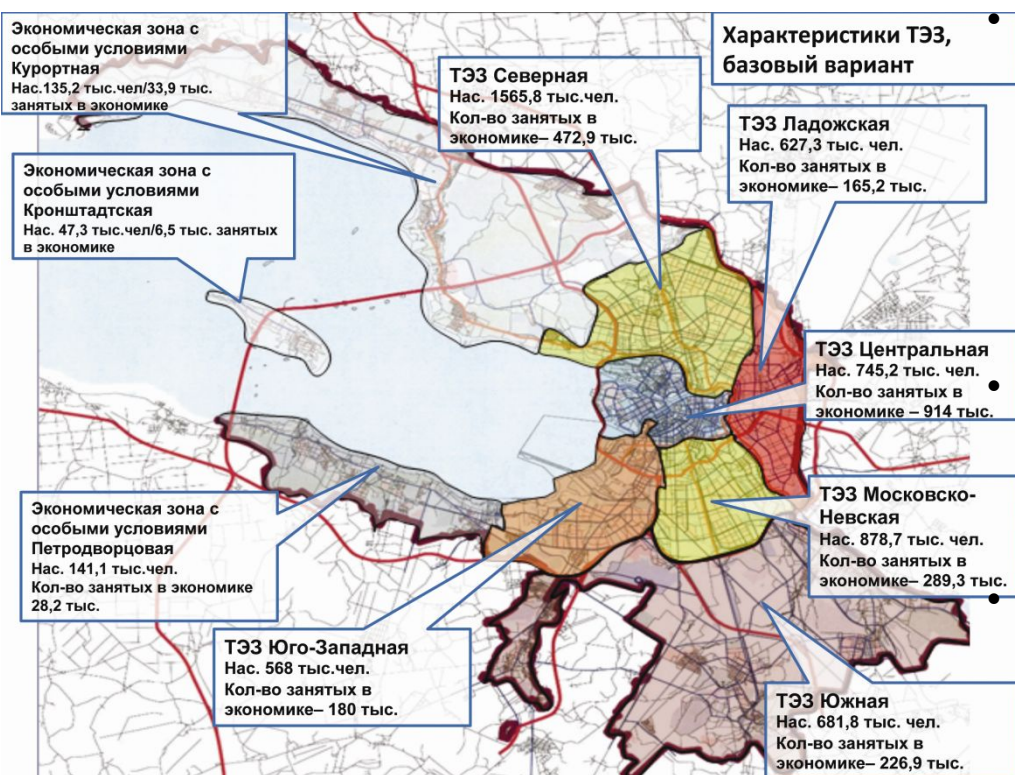 Экономическая зона с
особыми условиями
Курортная
Нас.135,2 тыс.чел/33,9 тыс.
занятых в экономике
ТЭЗ Северная
Нас. 1565,8 тыс.чел.
Кол-во занятых в
экономике– 472,9 тыс.
Характеристики ТЭЗ,
базовый вариант
ТЭЗ Ладожская
Нас. 627,3 тыс. чел.
Кол-во занятых в
экономике– 165,2 тыс.
Экономическая зона с
особыми условиями
Кронштадтская
Нас. 47,3 тыс.чел/6,5 тыс. занятых
в экономике
ТЭЗ Центральная
Нас. 745,2 тыс. чел.
Кол-во занятых в
экономике – 914 тыс.
ТЭЗ Московско-
Невская
Нас. 878,7 тыс. чел.
Кол-во занятых в
экономике– 289,3 тыс.
Экономическая зона с
особыми условиями
Петродворцовая
Нас. 141,1 тыс.чел.
Кол-во занятых в экономике
28,2 тыс.
ТЭЗ Юго-Западная
Нас. 568 тыс.чел.
Кол-во занятых в
экономике– 180 тыс.
ТЭЗ Южная
Нас. 681,8 тыс. чел.
Кол-во занятых в
экономике– 226,9 тыс.